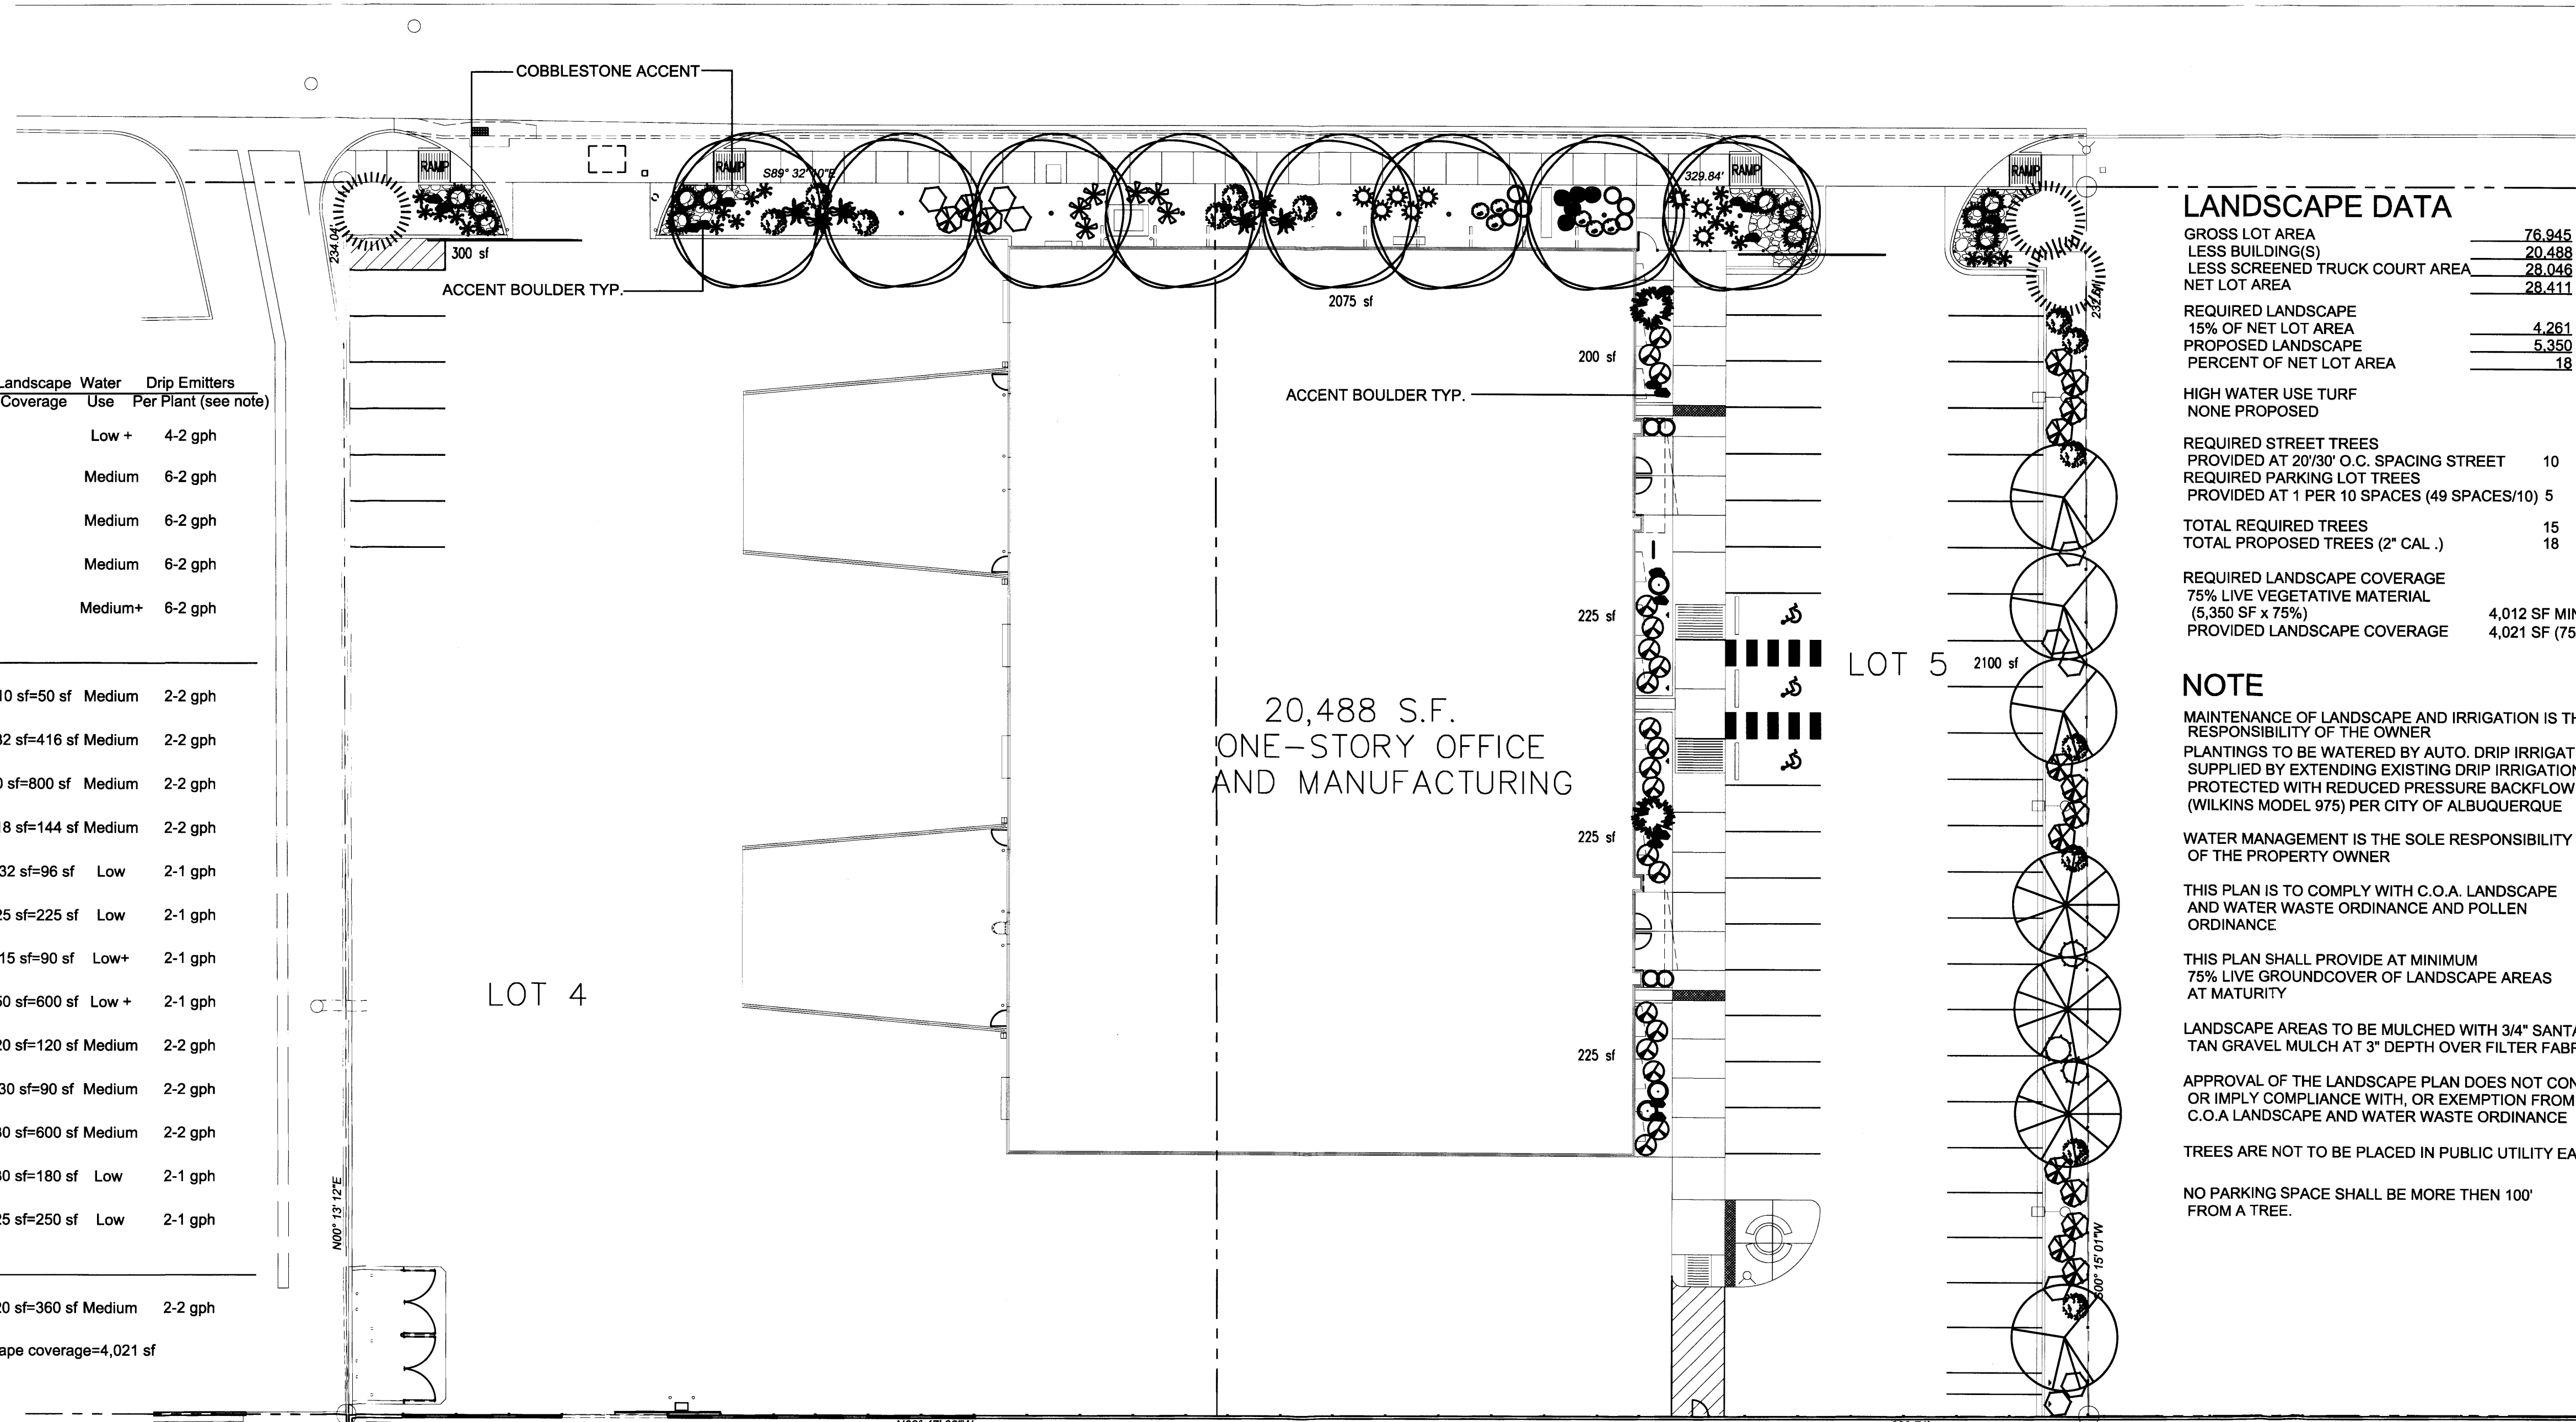 COBBLESTONE ACCENT
RAMP
RAMP
RAMP
RAMP
S89° 32' 10"E
329.84'
234.04'
300 sf
ACCENT BOULDER TYP.
2075 sf
200 sf
ACCENT BOULDER TYP.
225 sf
225 sf
225 sf
20,488 S.F.
ONE-STORY OFFICE
AND MANUFACTURING
LOT 5
2100 sf
LOT 4
N00° 13' 12"E
S00° 15' 01"W
Landscape Water Drip Emitters
Coverage Use Per Plant (see note)
Low + 4-2 gph
Medium 6-2 gph
Medium 6-2 gph
Medium 6-2 gph
Medium+ 6-2 gph
10 sf=50 sf Medium 2-2 gph
32 sf=416 sf Medium 2-2 gph
0 sf=800 sf Medium 2-2 gph
18 sf=144 sf Medium 2-2 gph
32 sf=96 sf Low 2-1 gph
25 sf=225 sf Low 2-1 gph
15 sf=90 sf Low+ 2-1 gph
50 sf=600 sf Low + 2-1 gph
20 sf=120 sf Medium 2-2 gph
30 sf=90 sf Medium 2-2 gph
30 sf=600 sf Medium 2-2 gph
30 sf=180 sf Low 2-1 gph
25 sf=250 sf Low 2-1 gph
20 sf=360 sf Medium 2-2 gph
ape coverage=4,021 sf
LANDSCAPE DATA
GROSS LOT AREA 76,945
LESS BUILDING(S) 20,488
LESS SCREENED TRUCK COURT AREA 28,046
NET LOT AREA 28,411
REQUIRED LANDSCAPE
15% OF NET LOT AREA 4,261
PROPOSED LANDSCAPE 5,350
PERCENT OF NET LOT AREA 18
HIGH WATER USE TURF
NONE PROPOSED
REQUIRED STREET TREES
PROVIDED AT 20'/30' O.C. SPACING STREET 10
REQUIRED PARKING LOT TREES
PROVIDED AT 1 PER 10 SPACES (49 SPACES/10) 5
TOTAL REQUIRED TREES 15
TOTAL PROPOSED TREES (2" CAL .) 18
REQUIRED LANDSCAPE COVERAGE
75% LIVE VEGETATIVE MATERIAL
(5,350 SF x 75%) 4,012 SF MIN
PROVIDED LANDSCAPE COVERAGE 4,021 SF (75
NOTE
MAINTENANCE OF LANDSCAPE AND IRRIGATION IS TH
RESPONSIBILITY OF THE OWNER
PLANTINGS TO BE WATERED BY AUTO. DRIP IRRIGAT
SUPPLIED BY EXTENDING EXISTING DRIP IRRIGATION
PROTECTED WITH REDUCED PRESSURE BACKFLOW
(WILKINS MODEL 975) PER CITY OF ALBUQUERQUE
WATER MANAGEMENT IS THE SOLE RESPONSIBILITY
OF THE PROPERTY OWNER
THIS PLAN IS TO COMPLY WITH C.O.A. LANDSCAPE
AND WATER WASTE ORDINANCE AND POLLEN
ORDINANCE
THIS PLAN SHALL PROVIDE AT MINIMUM
75% LIVE GROUNDCOVER OF LANDSCAPE AREAS
AT MATURITY
LANDSCAPE AREAS TO BE MULCHED WITH 3/4" SANTA
TAN GRAVEL MULCH AT 3" DEPTH OVER FILTER FABR
APPROVAL OF THE LANDSCAPE PLAN DOES NOT CON
OR IMPLY COMPLIANCE WITH, OR EXEMPTION FROM
C.O.A LANDSCAPE AND WATER WASTE ORDINANCE
TREES ARE NOT TO BE PLACED IN PUBLIC UTILITY EA
NO PARKING SPACE SHALL BE MORE THEN 100'
FROM A TREE.